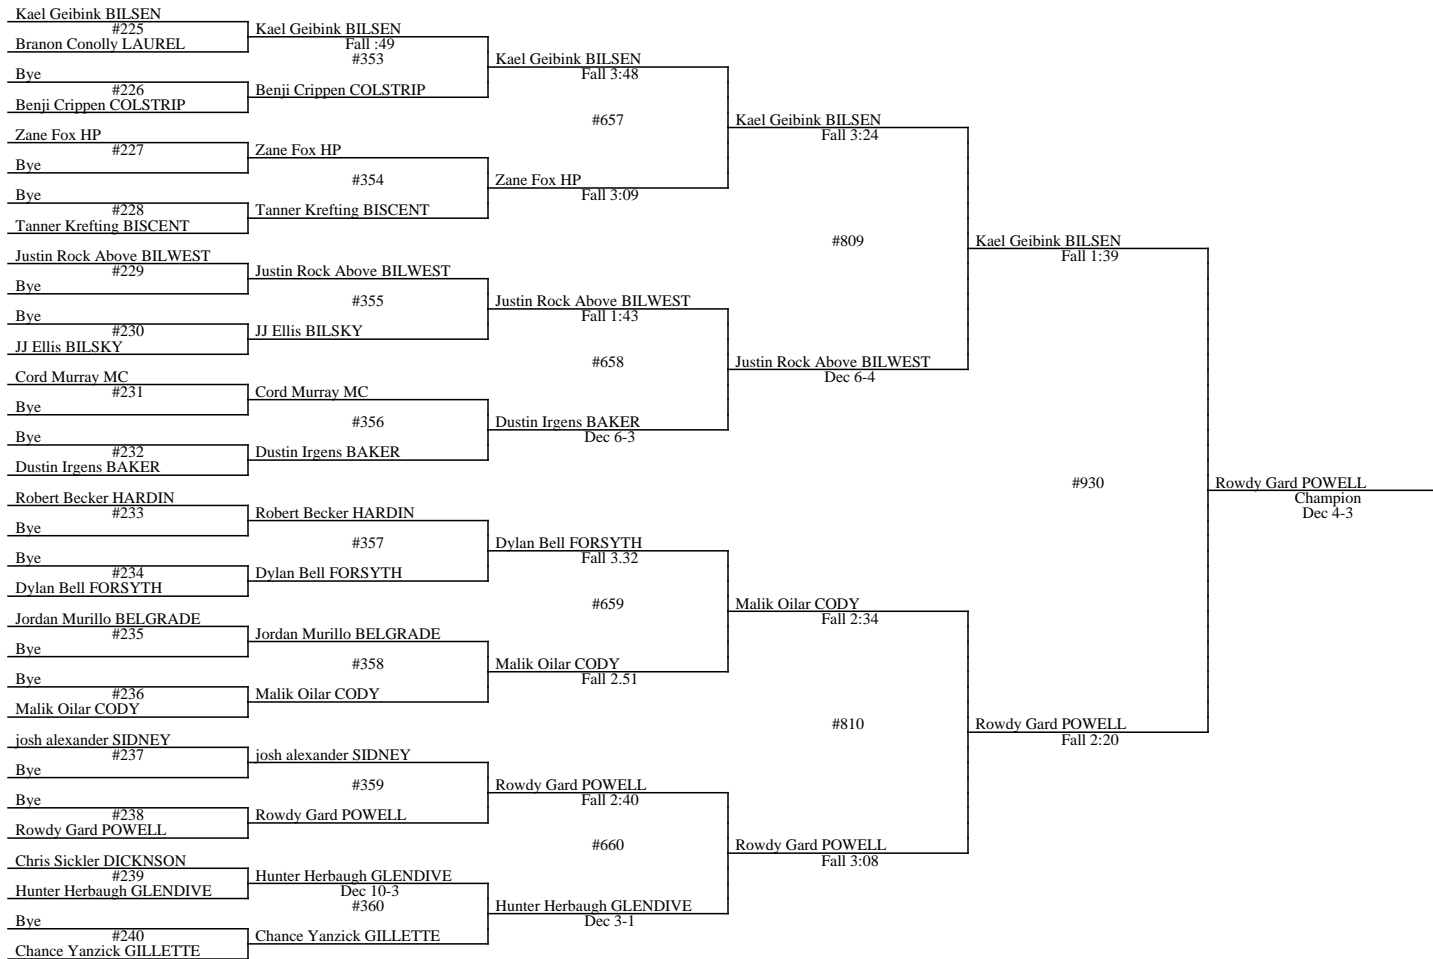 Kael Geibink BILSEN
#225
Branon Conolly LAUREL
Bye
#226
Benji Crippen COLSTRIP
Zane Fox HP
#227
Bye
Bye
#228
Tanner Krefting BISCENT
Justin Rock Above BILWEST
#229
Bye
Bye
#230
JJ Ellis BILSKY
Cord Murray MC
#231
Bye
Bye
#232
Dustin Irgens BAKER
Robert Becker HARDIN
#233
Bye
Bye
#234
Dylan Bell FORSYTH
Jordan Murillo BELGRADE
#235
Bye
Bye
#236
Malik Oilar CODY
josh alexander SIDNEY
#237
Bye
Bye
#238
Rowdy Gard POWELL
Chris Sickler DICKNSON
#239
Hunter Herbaugh GLENDIVE
Bye
#240
Chance Yanzick GILLETTE
Kael Geibink BILSEN
Fall :49
#353
Benji Crippen COLSTRIP
Zane Fox HP
#354
Tanner Krefting BISCENT
Justin Rock Above BILWEST
#355
JJ Ellis BILSKY
Cord Murray MC
#356
Dustin Irgens BAKER
Robert Becker HARDIN
#357
Dylan Bell FORSYTH
Jordan Murillo BELGRADE
#358
Malik Oilar CODY
josh alexander SIDNEY
#359
Rowdy Gard POWELL
Hunter Herbaugh GLENDIVE
Dec 10-3
#360
Chance Yanzick GILLETTE
Kael Geibink BILSEN
Fall 3:48
#657
Zane Fox HP
Fall 3:09
Justin Rock Above BILWEST
Fall 1:43
#658
Dustin Irgens BAKER
Dec 6-3
Dylan Bell FORSYTH
Fall 3.32
#659
Malik Oilar CODY
Fall 2.51
Rowdy Gard POWELL
Fall 2:40
#660
Hunter Herbaugh GLENDIVE
Dec 3-1
Kael Geibink BILSEN
Fall 3:24
#809
Justin Rock Above BILWEST
Dec 6-4
Malik Oilar CODY
Fall 2:34
#810
Rowdy Gard POWELL
Fall 3:08
Kael Geibink BILSEN
Fall 1:39
#930
Rowdy Gard POWELL
Fall 2:20
Rowdy Gard POWELL
Champion
Dec 4-3